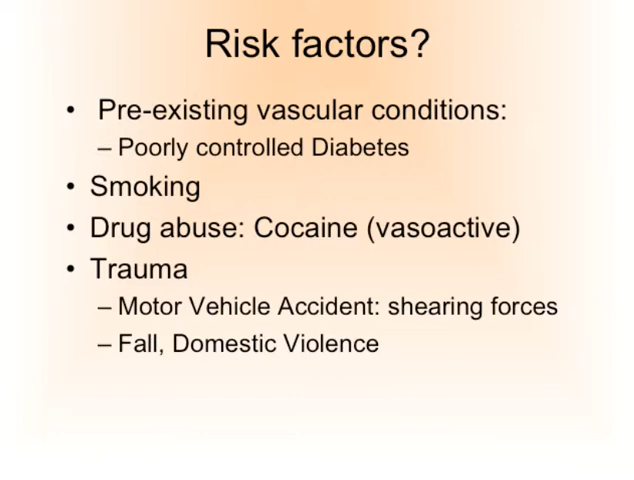 Risk factors?
• Pre-existing vascular conditions:
– Poorly controlled Diabetes
• Smoking
• Drug abuse: Cocaine (vasoactive)
• Trauma
– Motor Vehicle Accident: shearing forces
– Fall, Domestic Violence